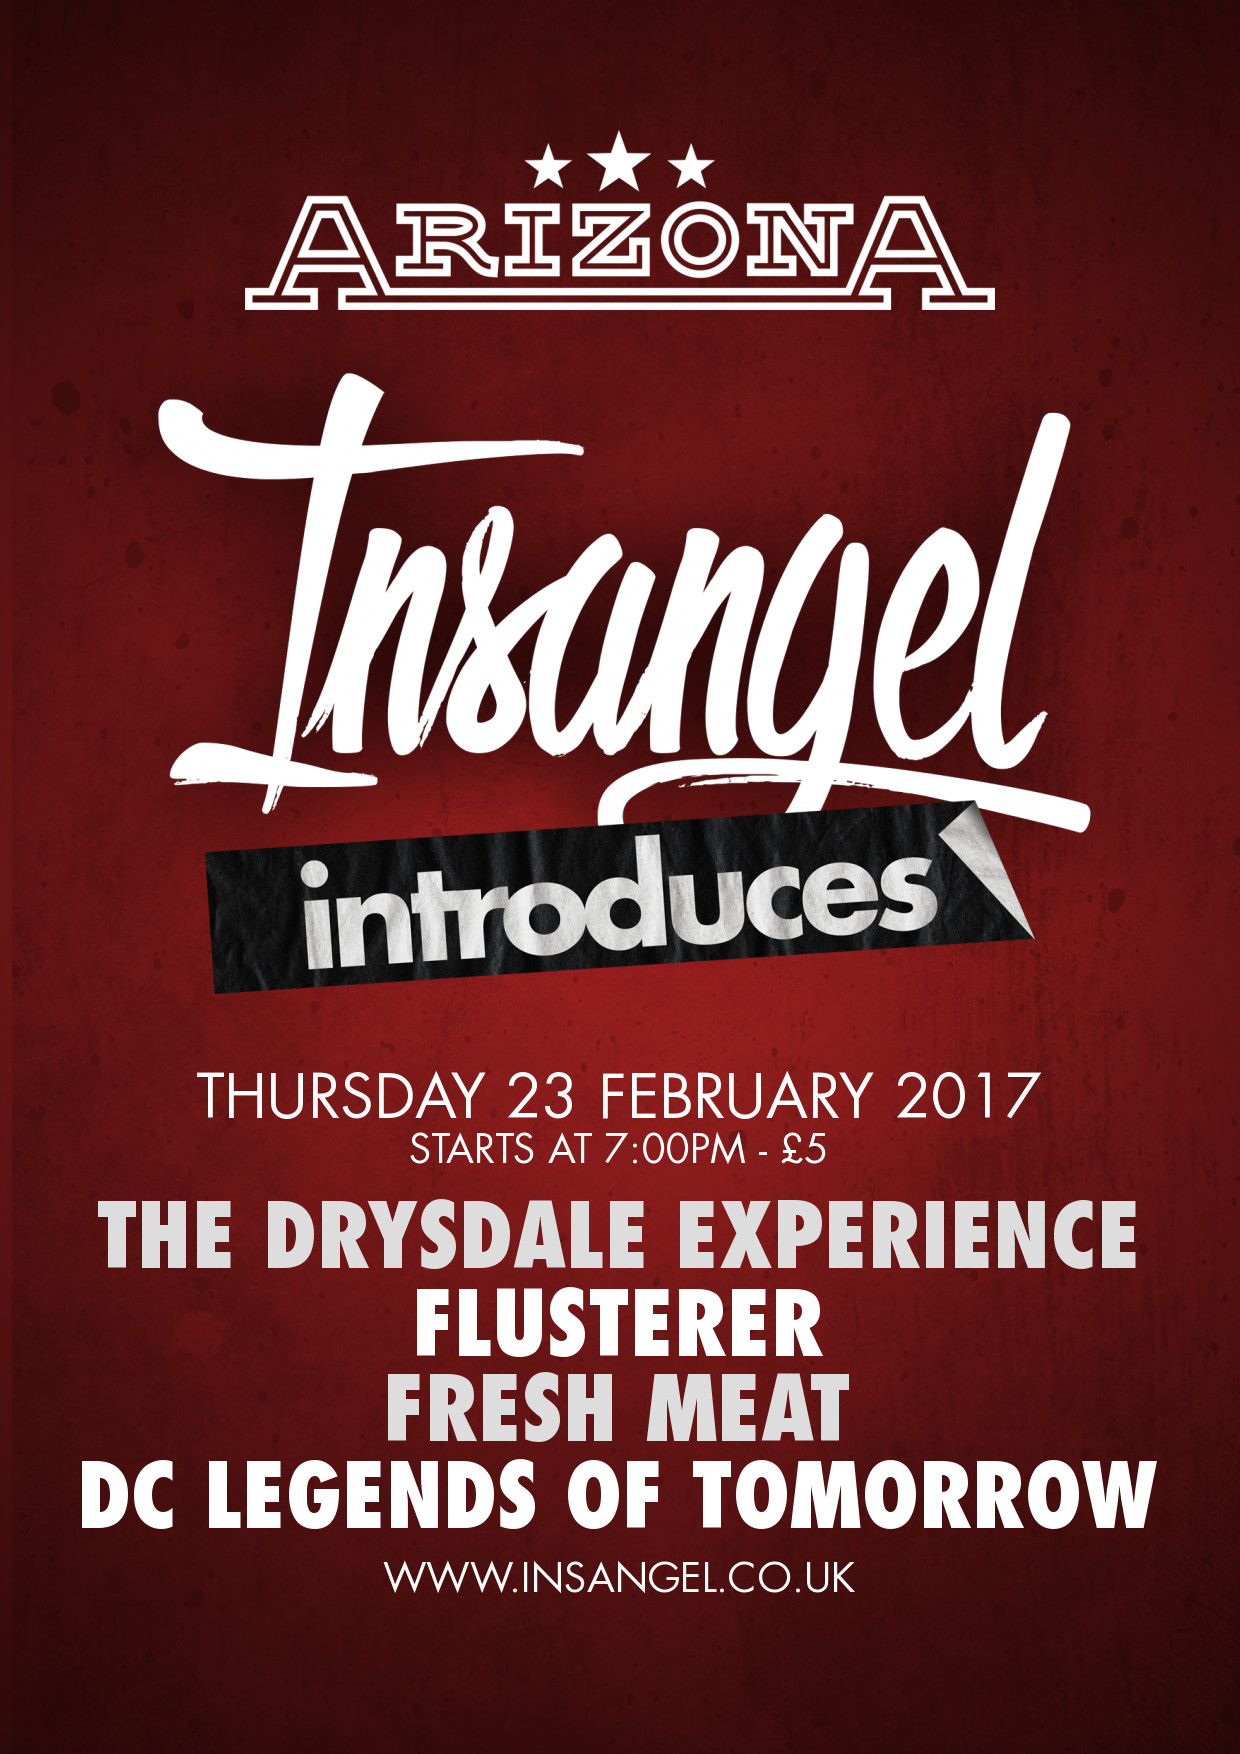 ARIZONA
Insangel
introduces
THURSDAY 23 FEBRUARY 2017
STARTS AT 7:00PM - £5
THE DRYSDALE EXPERIENCE
FLUSTERER
FRESH MEAT
DC LEGENDS OF TOMORROW
WWW.INSANGEL.CO.UK